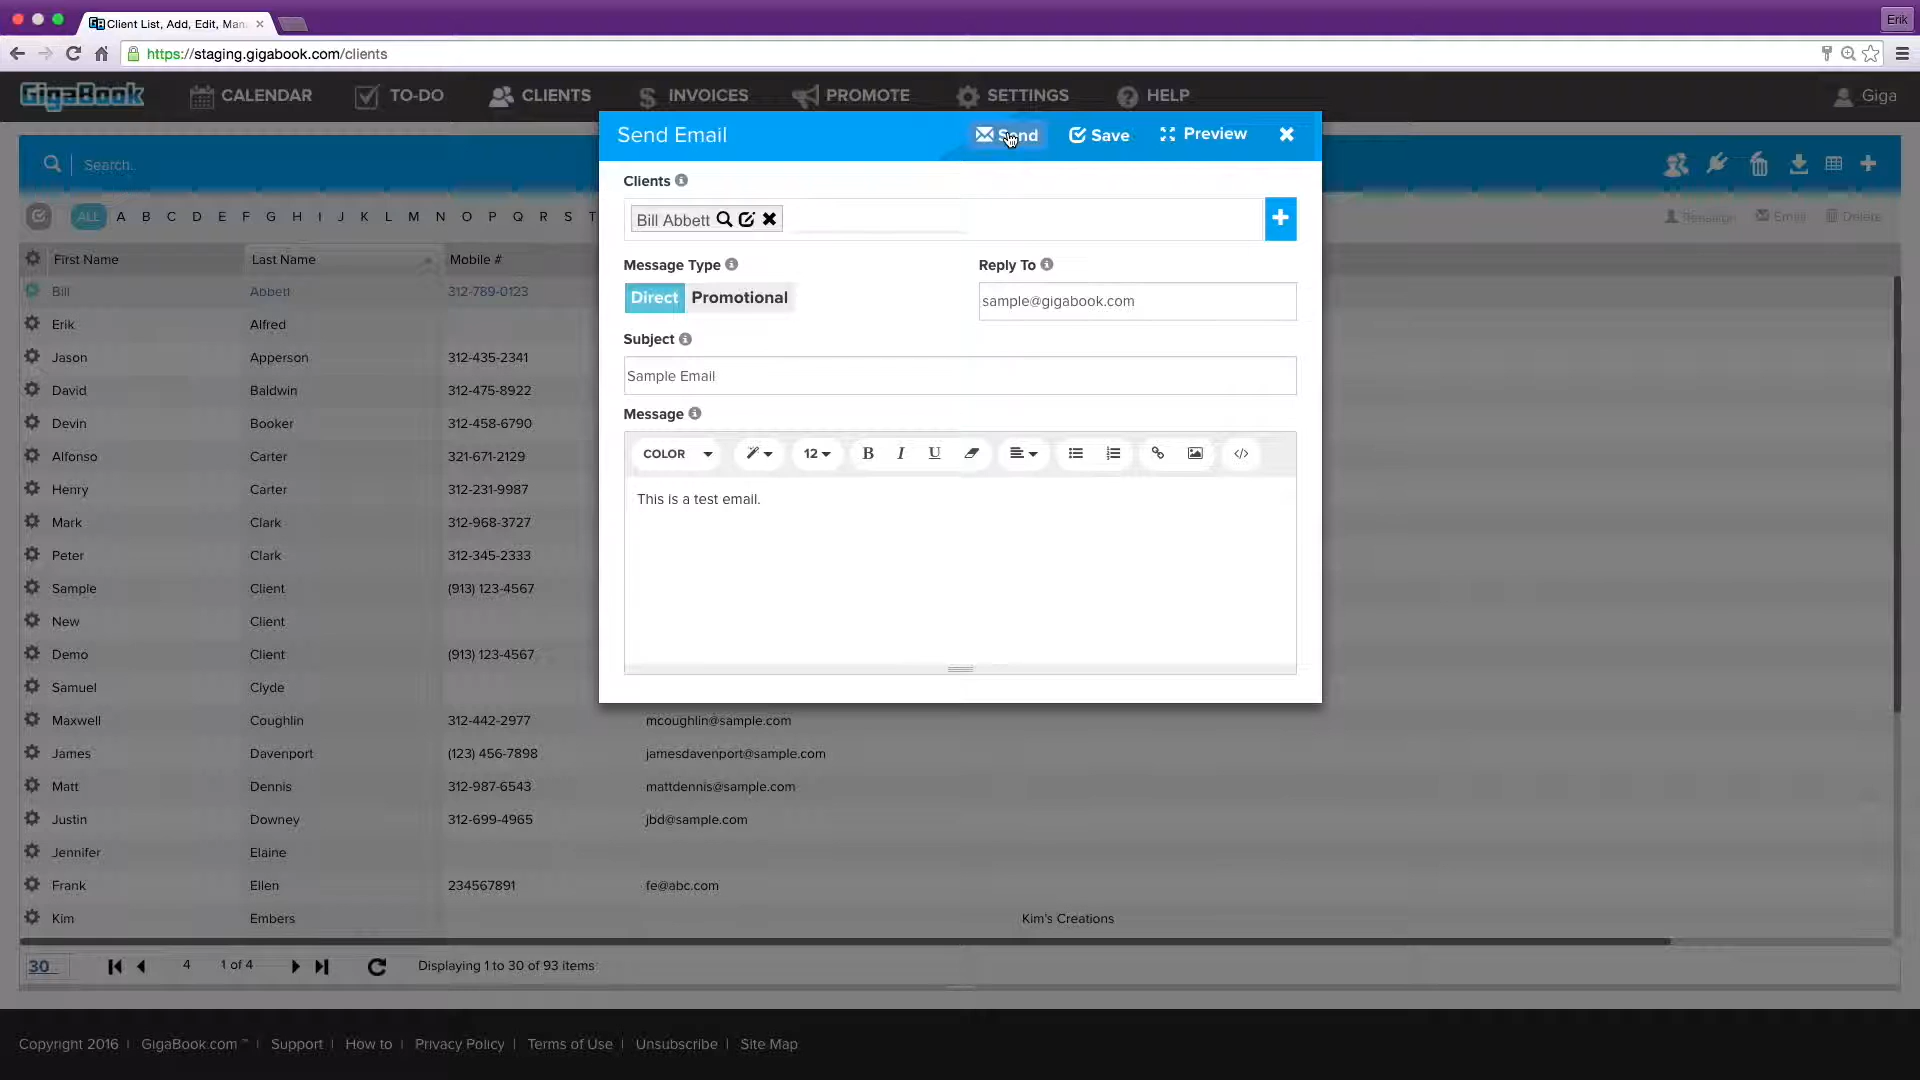 Client List, Add, Edit, Man
Erik
https://staging.gigabook.com/clients
GigaBook
CALENDAR
TO-DO
CLIENTS
INVOICES
PROMOTE
SETTINGS
HELP
Giga
Send Email
Send
Save
Preview
Search..
Clients
ALL A B C D E F G H I J K L M N O P Q R S T
Bill Abbett
Email
Delete
First Name
Last Name
Mobile #
Message Type
Reply To
Bill Abbett 312-789-0123
Direct Promotional
sample@gigabook.com
Erik Alfred
Subject
Jason Apperson 312-435-2341
Sample Email
David Baldwin 312-475-8922
Message
Devin Booker 312-458-6790
COLOR
12
B I U
Alfonso Carter 321-671-2129
Henry Carter 312-231-9987
This is a test email.
Mark Clark 312-968-3727
Peter Clark 312-345-2333
Sample Client (913) 123-4567
New Client
Demo Client (913) 123-4567
Samuel Clyde
Maxwell Coughlin 312-442-2977 mcoughlin@sample.com
James Davenport (123) 456-7898 jamesdavenport@sample.com
Matt Dennis 312-987-6543 mattdennis@sample.com
Justin Downey 312-699-4965 jbd@sample.com
Jennifer Elaine
Frank Ellen 234567891 fe@abc.com
Kim Embers Kim's Creations
30 4 1 of 4 Displaying 1 to 30 of 93 items
Copyright 2016 | GigaBook.com ™ | Support | How to | Privacy Policy | Terms of Use | Unsubscribe | Site Map